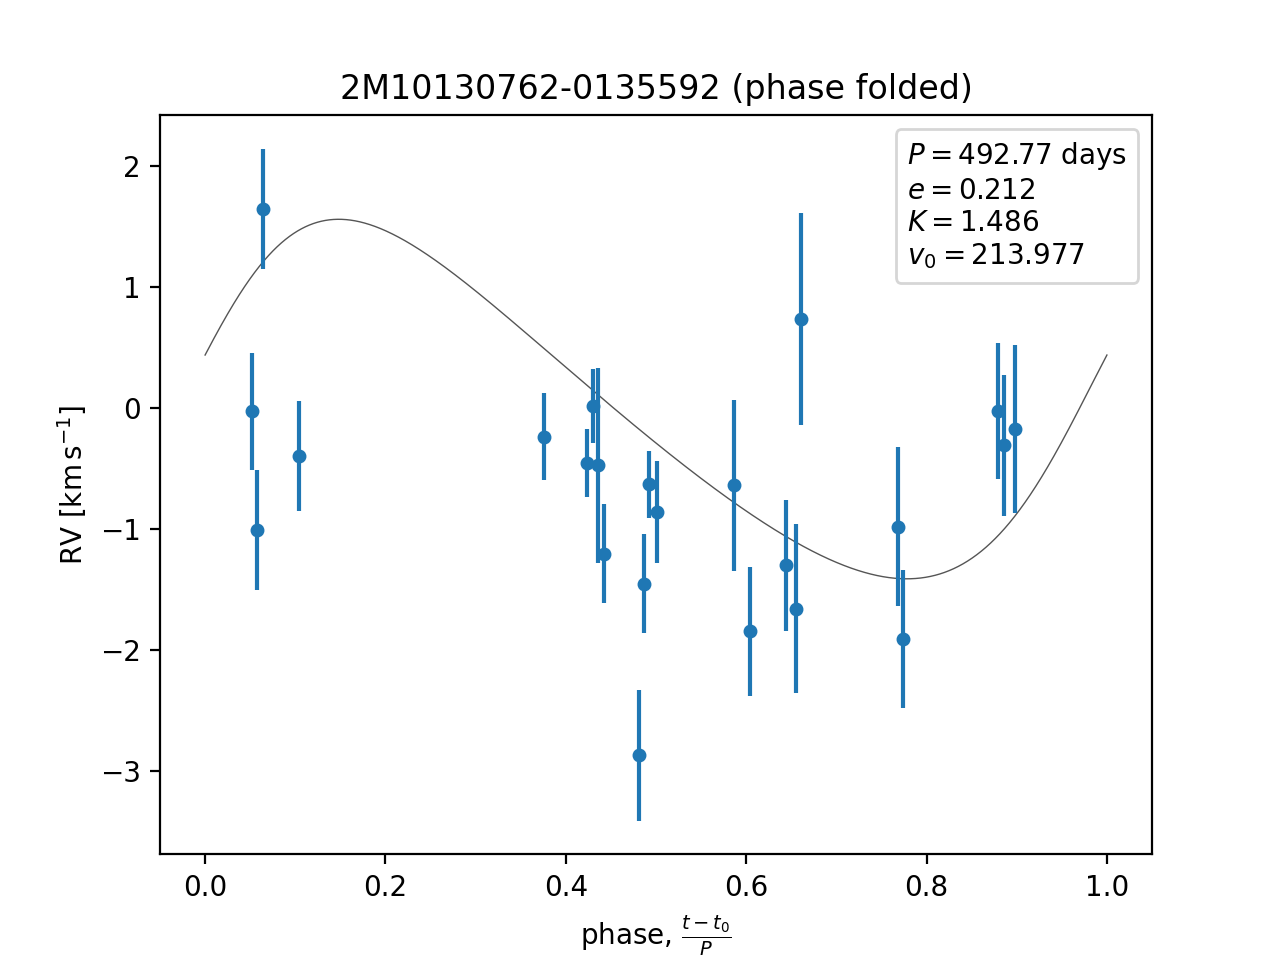 2M10130762-0135592 (phase folded)
P = 492.77 days
e = 0.212
K = 1.486
v₀ = 213.977
RV [km s⁻¹]
2
1
0
−1
−2
−3
0.0 0.2 0.4 0.6 0.8 1.0
phase, (t − t₀)/P